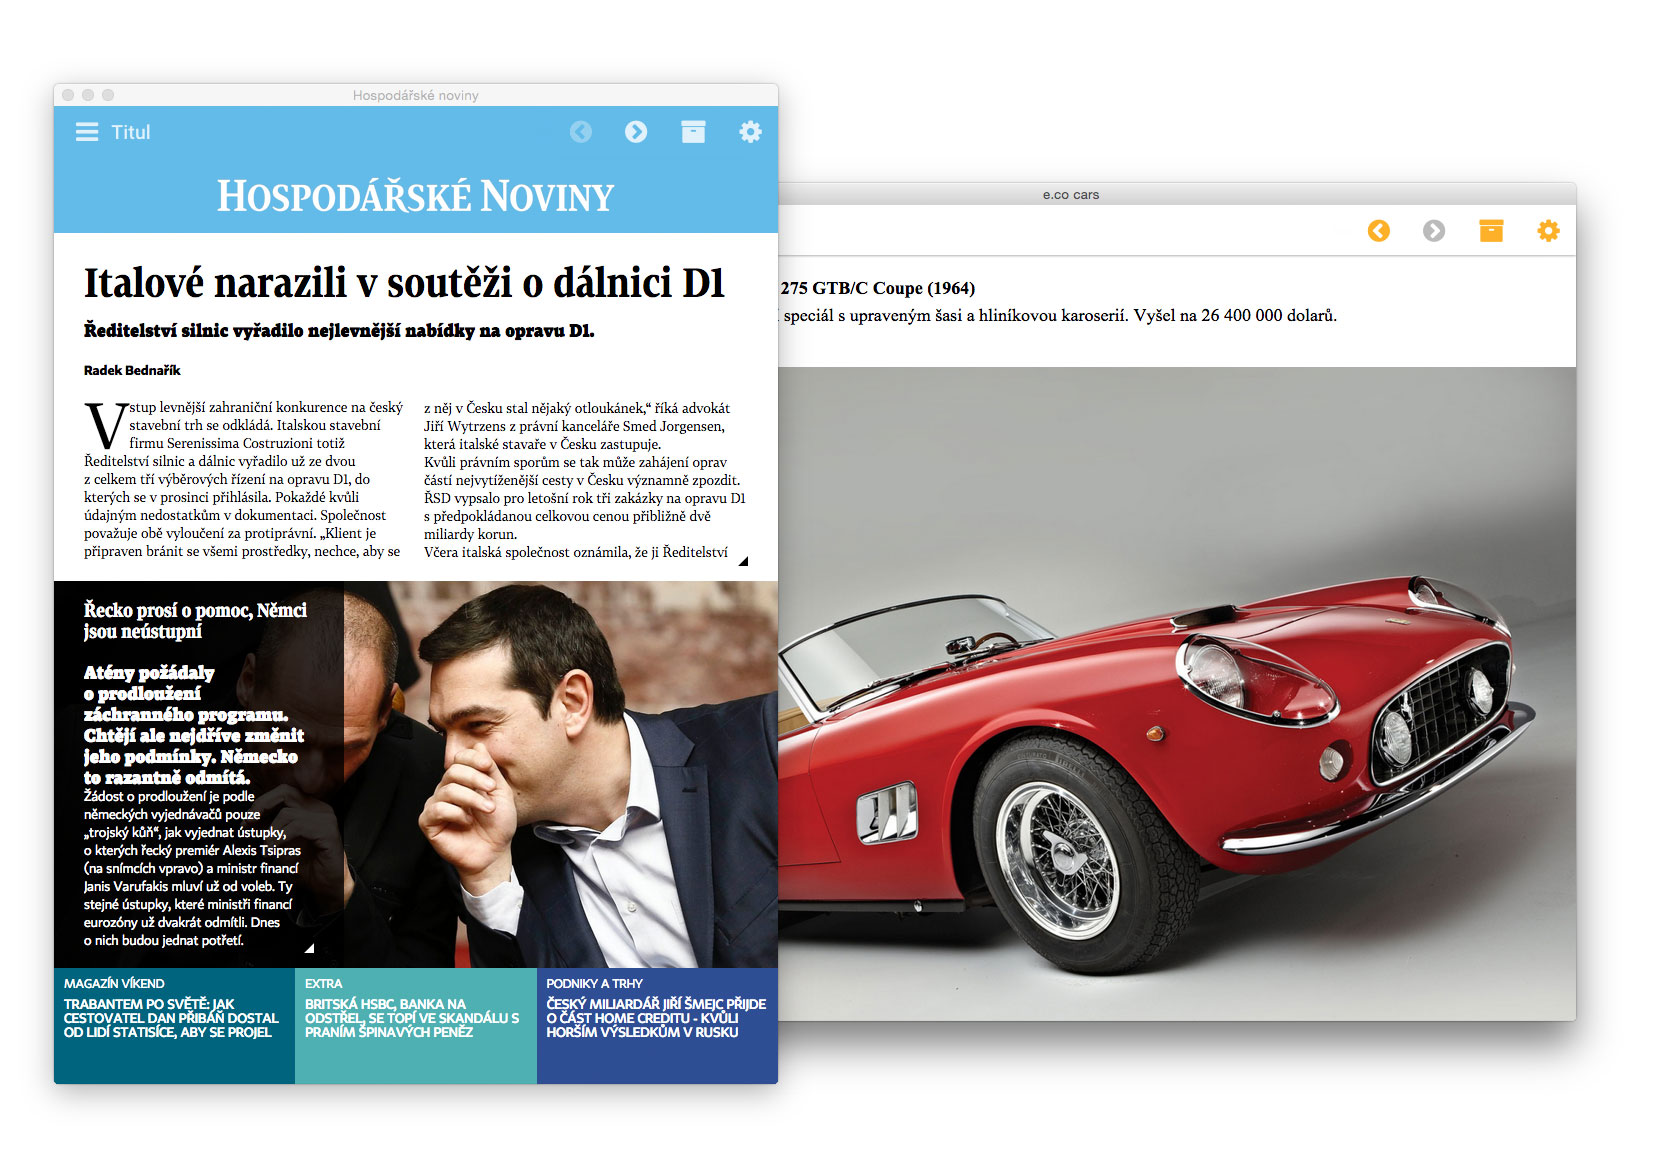 Hospodářské noviny
Titul
HOSPODÁŘSKÉ NOVINY
Italové narazili v soutěži o dálnici D1
Ředitelství silnic vyřadilo nejlevnější nabídky na opravu D1.
Radek Bednařík
Vstup levnější zahraniční konkurence na český
stavební trh se odkládá. Italskou stavební
firmu Serenissima Costruzioni totiž
Ředitelství silnic a dálnic vyřadilo už ze dvou
z celkem tří výběrových řízení na opravu D1, do
kterých se v prosinci přihlásila. Pokaždé kvůli
údajným nedostatkům v dokumentaci. Společnost
považuje obě vyloučení za protiprávní. „Klient je
připraven bránit se všemi prostředky, nechce, aby se
z něj v Česku stal nějaký otloukánek,“ říká advokát
Jiří Wytrzens z právní kanceláře Smed Jorgensen,
která italské stavaře v Česku zastupuje.
Kvůli právním sporům se tak může zahájení oprav
částí nejvytíženější cesty v Česku významně zpozdit.
ŘSD vypsalo pro letošní rok tři zakázky na opravu D1
s předpokládanou celkovou cenou přibližně dvě
miliardy korun.
Včera italská společnost oznámila, že ji Ředitelství
Řecko prosí o pomoc, Němci
jsou neústupní
Atény požádaly
o prodloužení
záchranného programu.
Chtějí ale nejdříve změnit
jeho podmínky. Německo
to razantně odmítá.
Žádost o prodloužení je podle
německých vyjednávačů pouze
„trojský kůň“, jak vyjednat ústupky,
o kterých řecký premiér Alexis Tsipras
(na snímcích vpravo) a ministr financí
Janis Varufakis mluví už od voleb. Ty
stejné ústupky, které ministři financí
eurozóny už dvakrát odmítli. Dnes
o nich budou jednat potřetí.
MAGAZÍN VÍKEND
TRABANTEM PO SVĚTĚ: JAK
CESTOVATEL DAN PŘIBÁŇ DOSTAL
OD LIDÍ STATISÍCE, ABY SE PROJEL
EXTRA
BRITSKÁ HSBC, BANKA NA
ODSTŘEL, SE TOPÍ VE SKANDÁLU S
PRANÍM ŠPINAVÝCH PENĚZ
PODNIKY A TRHY
ČESKÝ MILIARDÁŘ JIŘÍ ŠMEJC PŘIJDE
O ČÁST HOME CREDITU - KVŮLI
HORŠÍM VÝSLEDKŮM V RUSKU
e.co cars
275 GTB/C Coupe (1964)
speciál s upraveným šasi a hliníkovou karoserií. Vyšel na 26 400 000 dolarů.